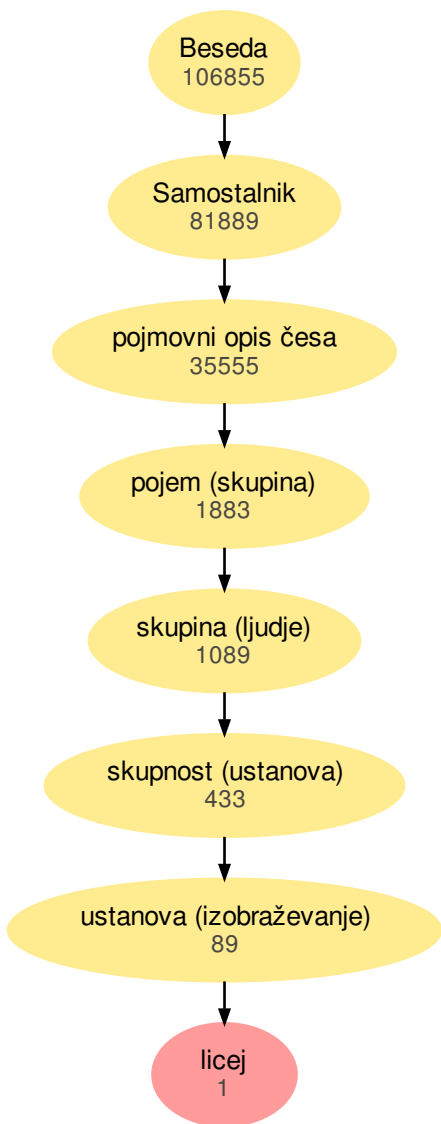 Beseda
106855
Samostalnik
81889
pojmovni opis česa
35555
pojem (skupina)
1883
skupina (ljudje)
1089
skupnost (ustanova)
433
ustanova (izobraževanje)
89
licej
1